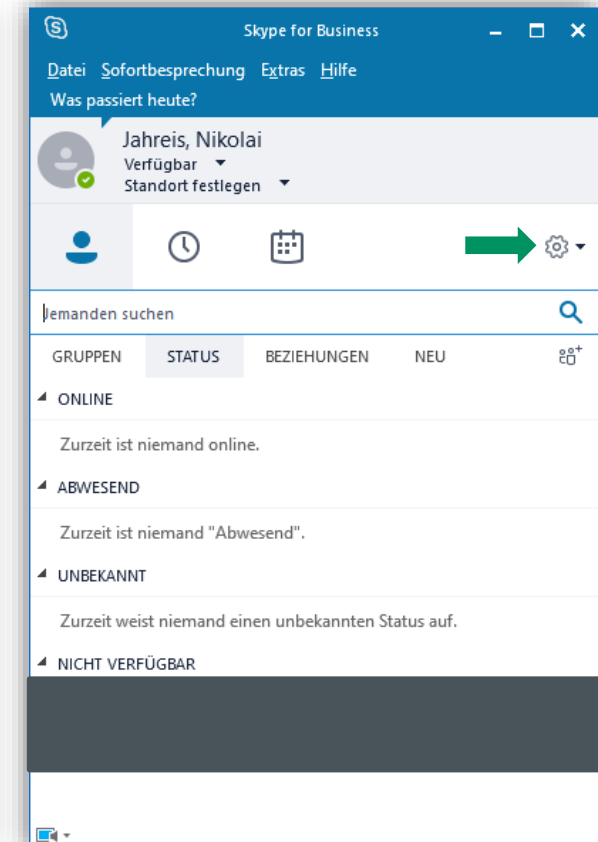 Skype for Business
Datei Sofortbesprechung Extras Hilfe
Was passiert heute?
Jahreis, Nikolai
Verfügbar
Standort festlegen
Jemanden suchen
GRUPPEN STATUS BEZIEHUNGEN NEU
ONLINE
Zurzeit ist niemand online.
ABWESEND
Zurzeit ist niemand "Abwesend".
UNBEKANNT
Zurzeit weist niemand einen unbekannten Status auf.
NICHT VERFÜGBAR